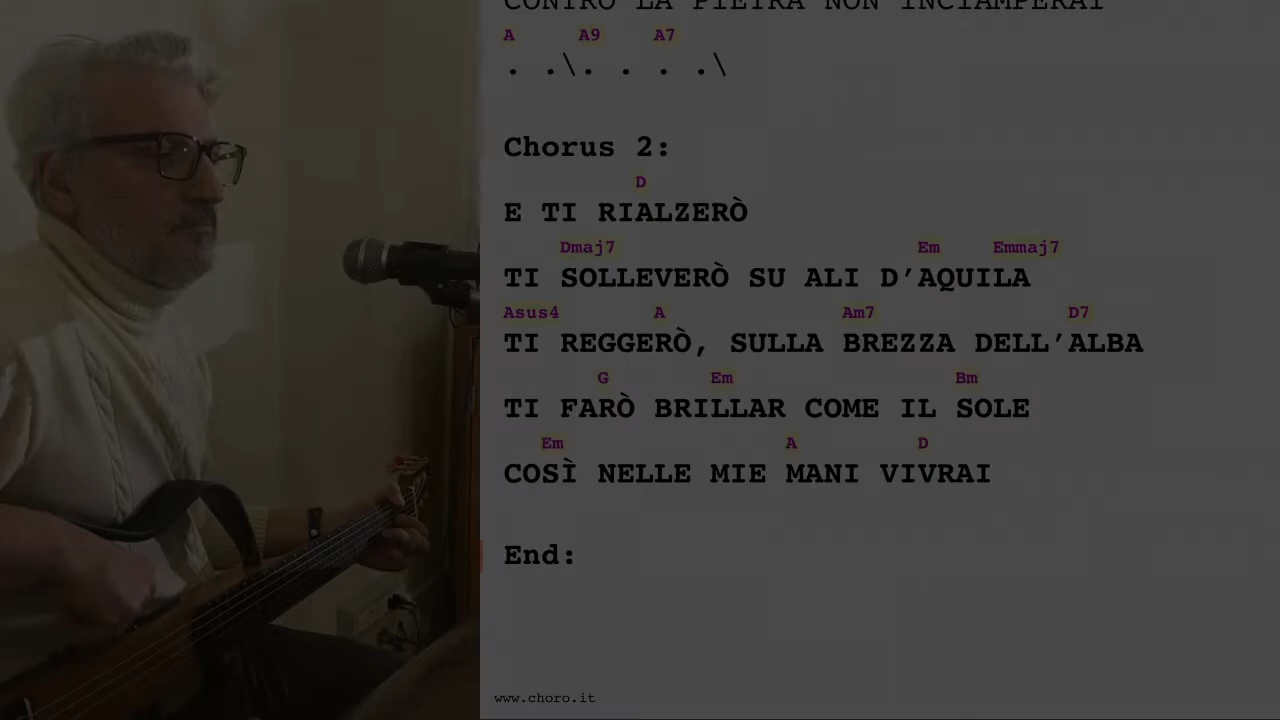 CONTRO LA PIETRA NON INCIAMPERAI
A A9 A7
. .\. . . .\
Chorus 2:
D
E TI RIALZERÒ
Dmaj7 Em Emmaj7
TI SOLLEVERÒ SU ALI D’AQUILA
Asus4 A Am7 D7
TI REGGERÒ, SULLA BREZZA DELL’ALBA
G Em Bm
TI FARÒ BRILLAR COME IL SOLE
Em A D
COSÌ NELLE MIE MANI VIVRAI
End:
www.choro.it